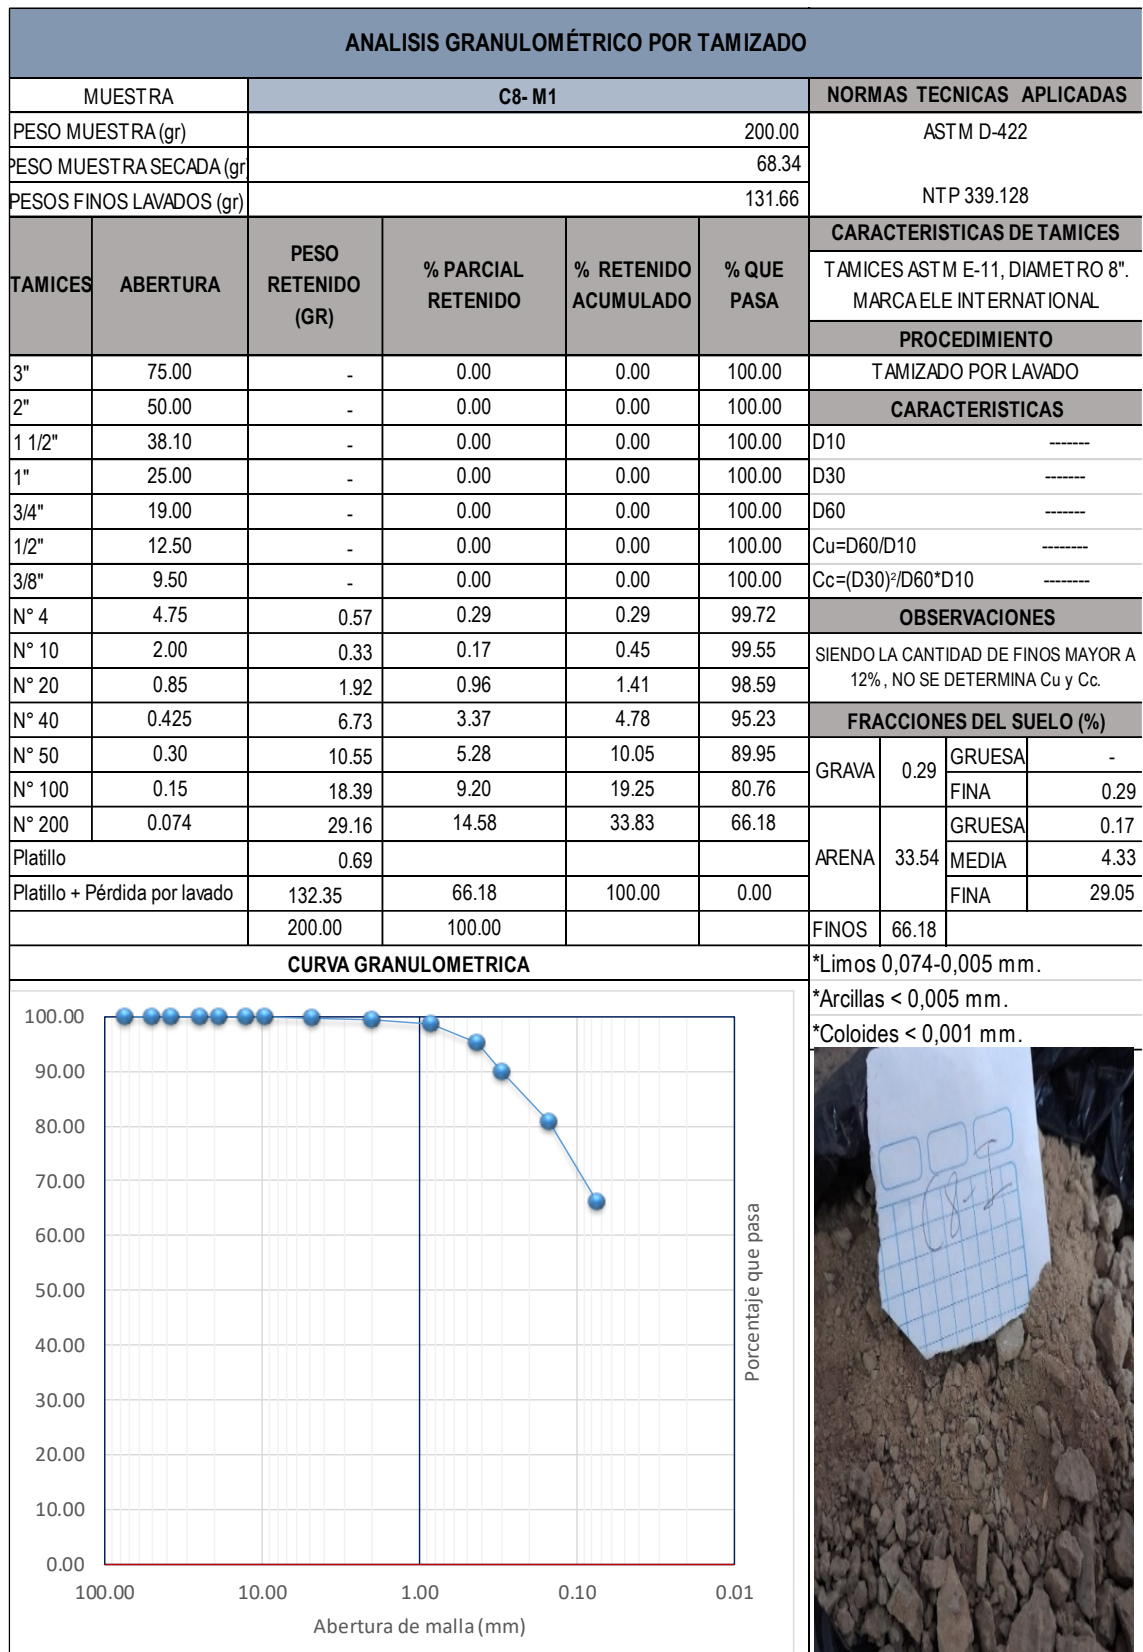 ANALISIS GRANULOMÉTRICO POR TAMIZADO
MUESTRA C8- M1 NORMAS TECNICAS APLICADAS
PESO MUESTRA (gr) 200.00 ASTM D-422
PESO MUESTRA SECADA (gr) 68.34
PESOS FINOS LAVADOS (gr) 131.66 NTP 339.128
TAMICES ABERTURA PESO RETENIDO (GR) % PARCIAL RETENIDO % RETENIDO ACUMULADO % QUE PASA
CARACTERISTICAS DE TAMICES
TAMICES ASTM E-11, DIAMETRO 8".
MARCA ELE INTERNATIONAL
PROCEDIMIENTO
3" 75.00 - 0.00 0.00 100.00 TAMIZADO POR LAVADO
2" 50.00 - 0.00 0.00 100.00 CARACTERISTICAS
1 1/2" 38.10 - 0.00 0.00 100.00 D10 -------
1" 25.00 - 0.00 0.00 100.00 D30 -------
3/4" 19.00 - 0.00 0.00 100.00 D60 -------
1/2" 12.50 - 0.00 0.00 100.00 Cu=D60/D10 --------
3/8" 9.50 - 0.00 0.00 100.00 Cc=(D30)²/D60*D10 --------
N° 4 4.75 0.57 0.29 0.29 99.72 OBSERVACIONES
N° 10 2.00 0.33 0.17 0.45 99.55 SIENDO LA CANTIDAD DE FINOS MAYOR A
N° 20 0.85 1.92 0.96 1.41 98.59 12%, NO SE DETERMINA Cu y Cc.
N° 40 0.425 6.73 3.37 4.78 95.23 FRACCIONES DEL SUELO (%)
N° 50 0.30 10.55 5.28 10.05 89.95 GRAVA 0.29 GRUESA -
N° 100 0.15 18.39 9.20 19.25 80.76 FINA 0.29
N° 200 0.074 29.16 14.58 33.83 66.18 GRUESA 0.17
Platillo 0.69 ARENA 33.54 MEDIA 4.33
Platillo + Pérdida por lavado 132.35 66.18 100.00 0.00 FINA 29.05
200.00 100.00 FINOS 66.18
CURVA GRANULOMETRICA
*Limos 0,074-0,005 mm.
*Arcillas < 0,005 mm.
*Coloides < 0,001 mm.
100.00
90.00
80.00
70.00
60.00
50.00
40.00
30.00
20.00
10.00
0.00
100.00 10.00 1.00 0.10 0.01
Abertura de malla (mm)
Porcentaje que pasa
C8-I